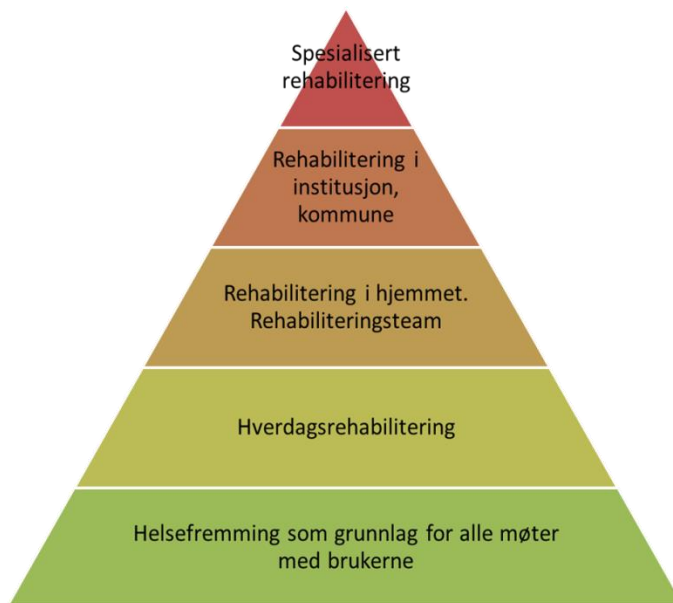 Spesialisert
rehabilitering
Rehabilitering i
institusjon,
kommune
Rehabilitering i hjemmet.
Rehabiliteringsteam
Hverdagsrehabilitering
Helsefremming som grunnlag for alle møter
med brukerne